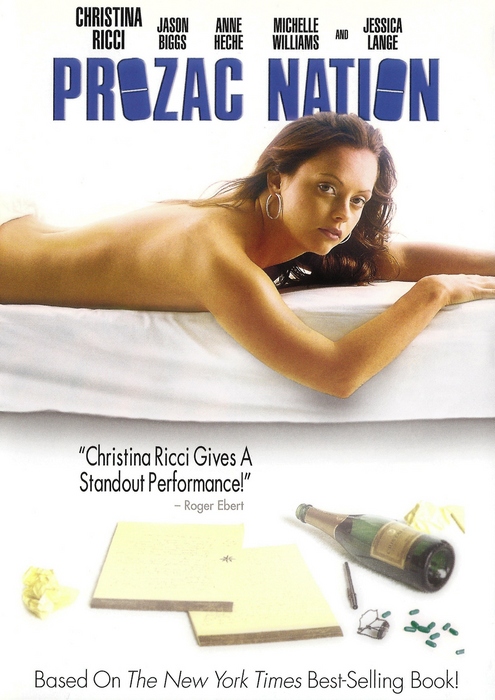 CHRISTINA RICCI JASON BIGGS ANNE HECHE MICHELLE WILLIAMS AND JESSICA LANGE
PROZAC NATION
“Christina Ricci Gives A
Standout Performance!”
– Roger Ebert
Based On The New York Times Best-Selling Book!